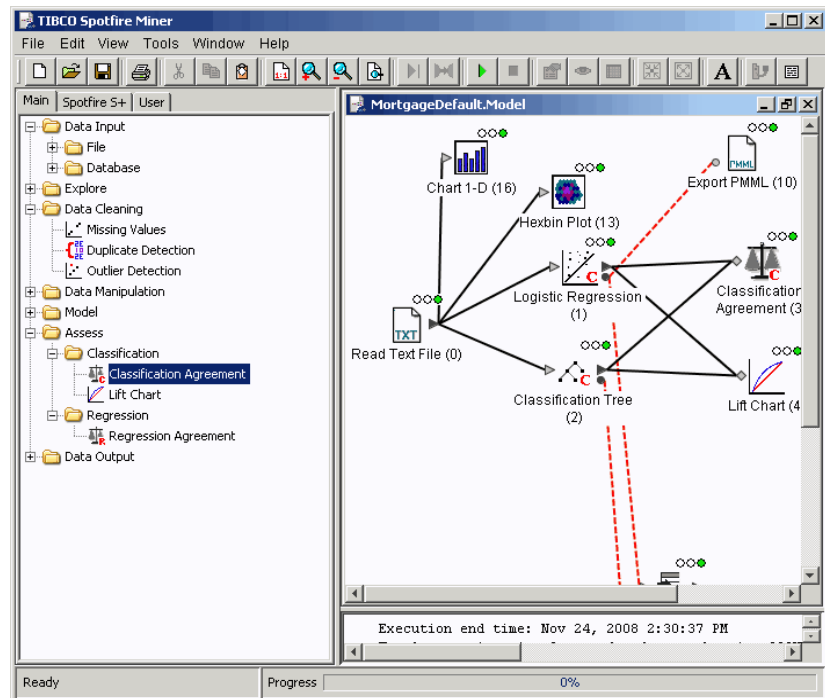 TIBCO Spotfire Miner
File Edit View Tools Window Help
1:1
A
Main Spotfire S+ User
Data Input
File
Database
Explore
Data Cleaning
Missing Values
Duplicate Detection
Outlier Detection
Data Manipulation
Model
Assess
Classification
Classification Agreement
Lift Chart
Regression
Regression Agreement
Data Output
MortgageDefault.Model
Chart 1-D (16)
PMML
Export PMML (10)
Hexbin Plot (13)
C
Logistic Regression
(1)
C
Classification
Agreement (3
TXT
Read Text File (0)
C
Classification Tree
(2)
Lift Chart (4
Execution end time: Nov 24, 2008 2:30:37 PM
Ready
Progress
0%